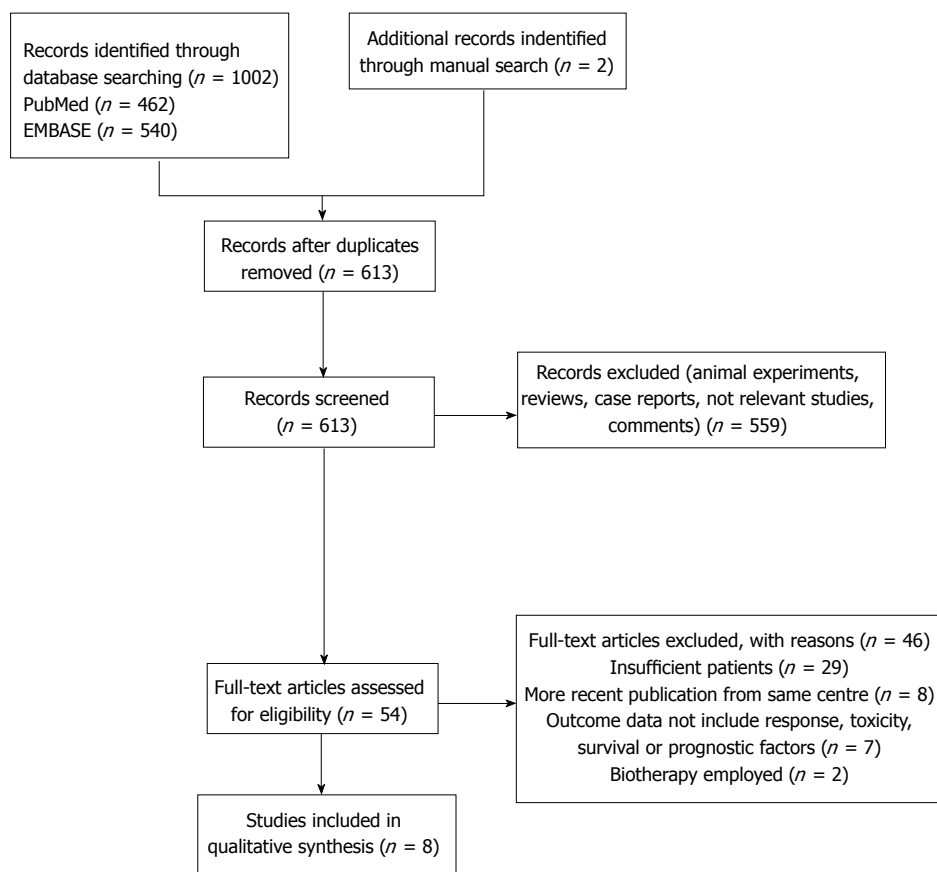 Records identified through
database searching (n = 1002)
PubMed (n = 462)
EMBASE (n = 540)
Additional records indentified
through manual search (n = 2)
Records after duplicates
removed (n = 613)
Records screened
(n = 613)
Records excluded (animal experiments,
reviews, case reports, not relevant studies,
comments) (n = 559)
Full-text articles assessed
for eligibility (n = 54)
Full-text articles excluded, with reasons (n = 46)
Insufficient patients (n = 29)
More recent publication from same centre (n = 8)
Outcome data not include response, toxicity,
survival or prognostic factors (n = 7)
Biotherapy employed (n = 2)
Studies included in
qualitative synthesis (n = 8)